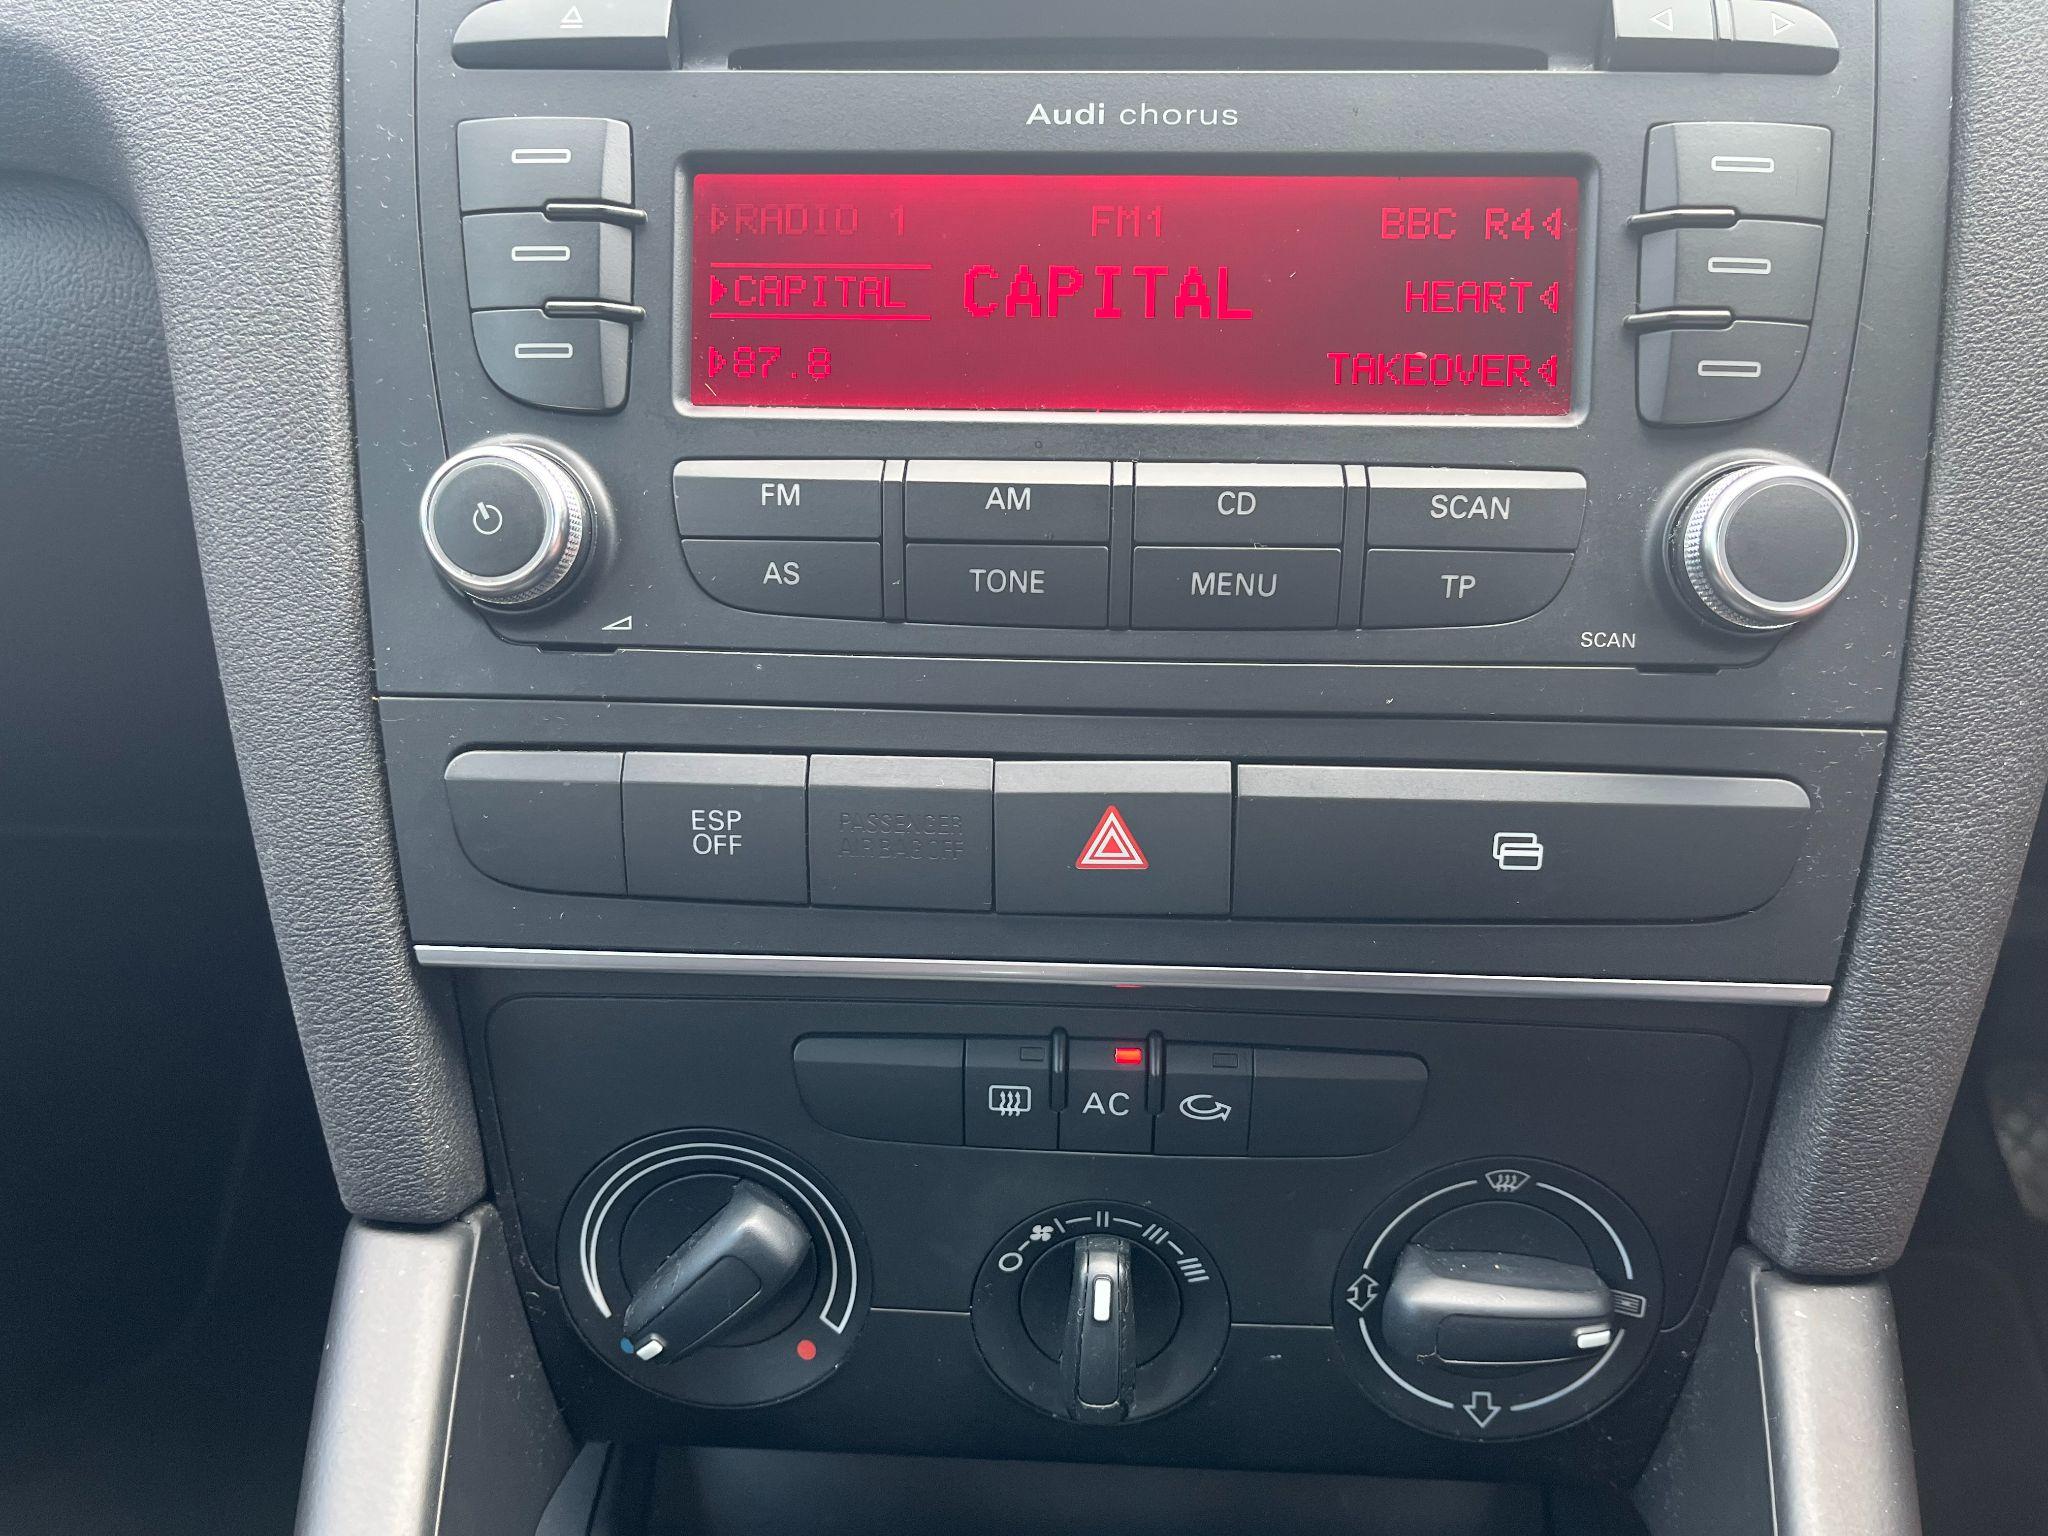 Audi chorus
RADIO 1 FM1 BBC R4
CAPITAL CAPITAL HEART
87.8 TAKEOVER
FM AM CD SCAN
AS TONE MENU TP
SCAN
ESP
OFF
PASSENGER
AIRBAG OFF
AC